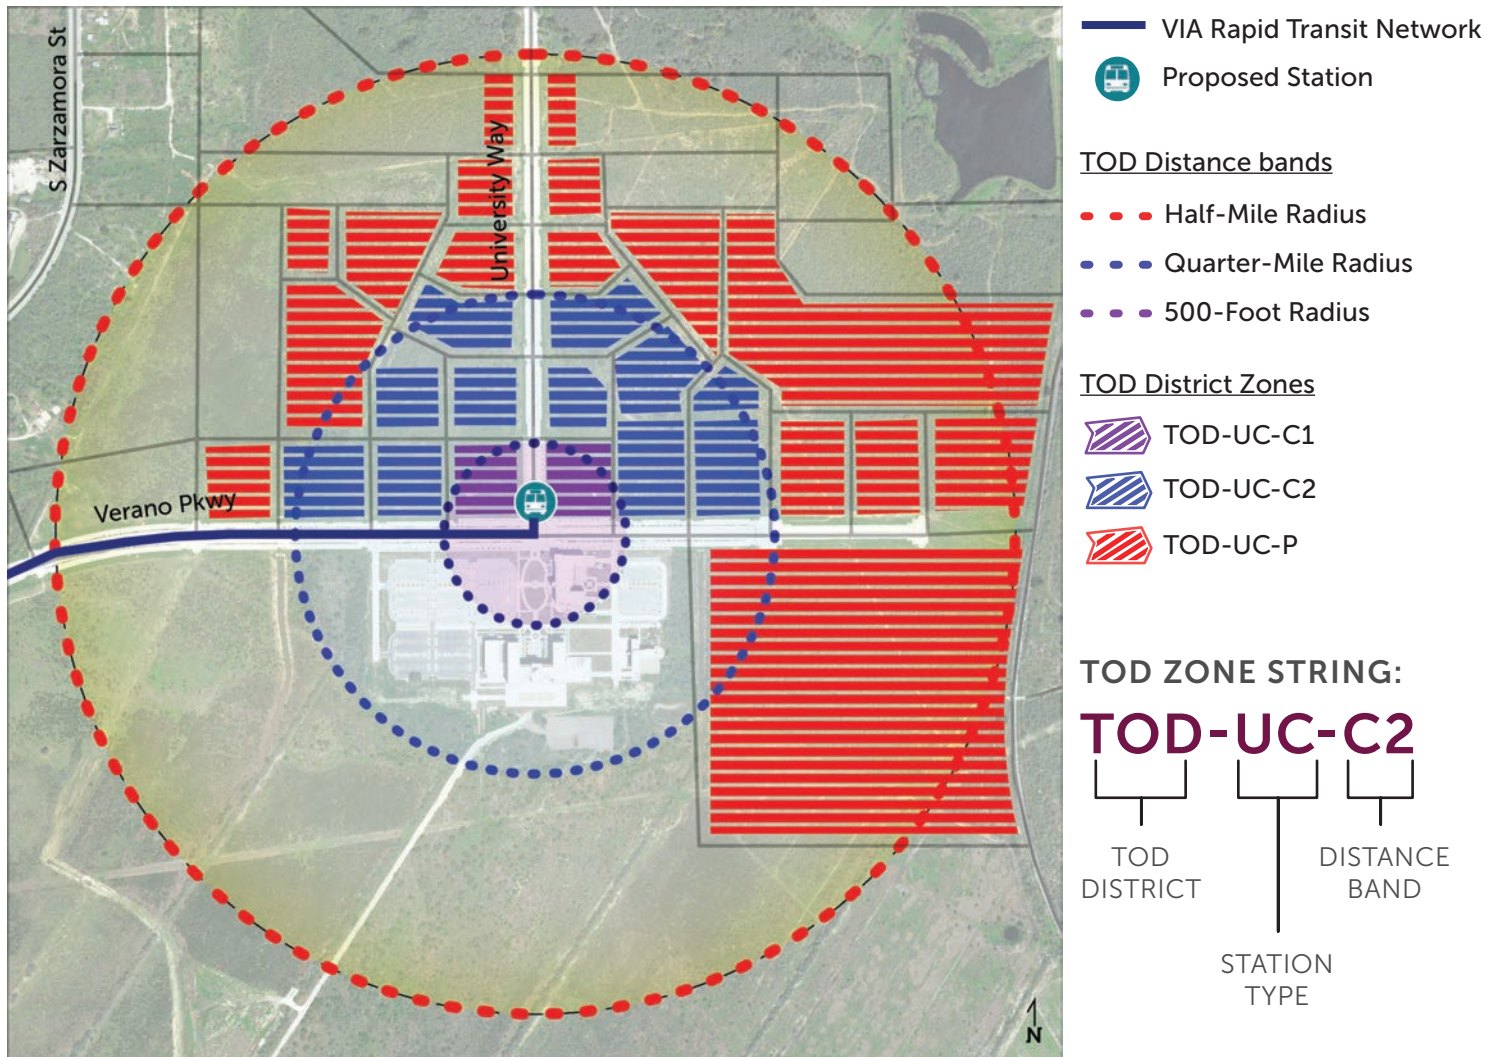 S Zarzamora St
University Way
Verano Pkwy
N
VIA Rapid Transit Network
Proposed Station
TOD Distance bands
Half-Mile Radius
Quarter-Mile Radius
500-Foot Radius
TOD District Zones
TOD-UC-C1
TOD-UC-C2
TOD-UC-P
TOD ZONE STRING:
TOD-UC-C2
TOD
DISTRICT
DISTANCE
BAND
STATION
TYPE